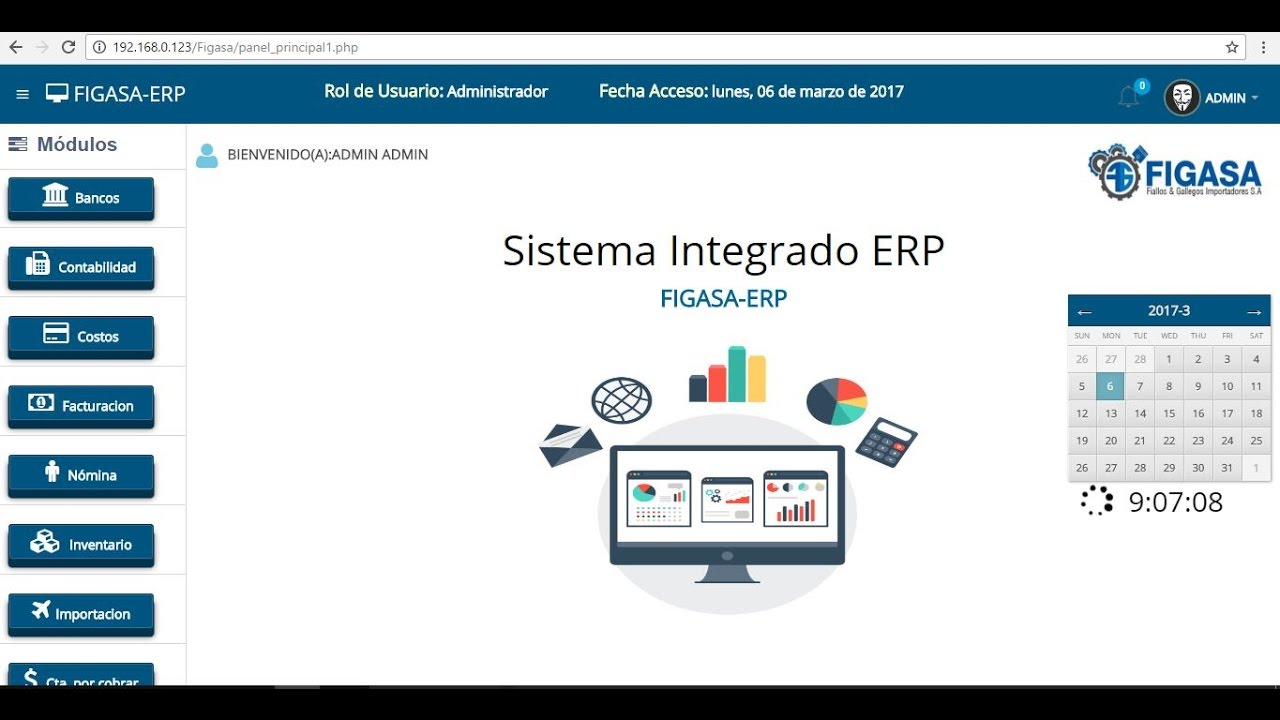 192.168.0.123/Figasa/panel_principal1.php
FIGASA-ERP
Rol de Usuario: Administrador
Fecha Acceso: lunes, 06 de marzo de 2017
0
ADMIN
Módulos
BIENVENIDO(A):ADMIN ADMIN
FIGASA
Fiallos & Gallegos Importadores S.A
Bancos
Contabilidad
Costos
Facturacion
Nómina
Inventario
Importacion
Cta. por cobrar
Sistema Integrado ERP
FIGASA-ERP
← 2017-3 →
SUN MON TUE WED THU FRI SAT
26 27 28 1 2 3 4
5 6 7 8 9 10 11
12 13 14 15 16 17 18
19 20 21 22 23 24 25
26 27 28 29 30 31 1
9:07:08